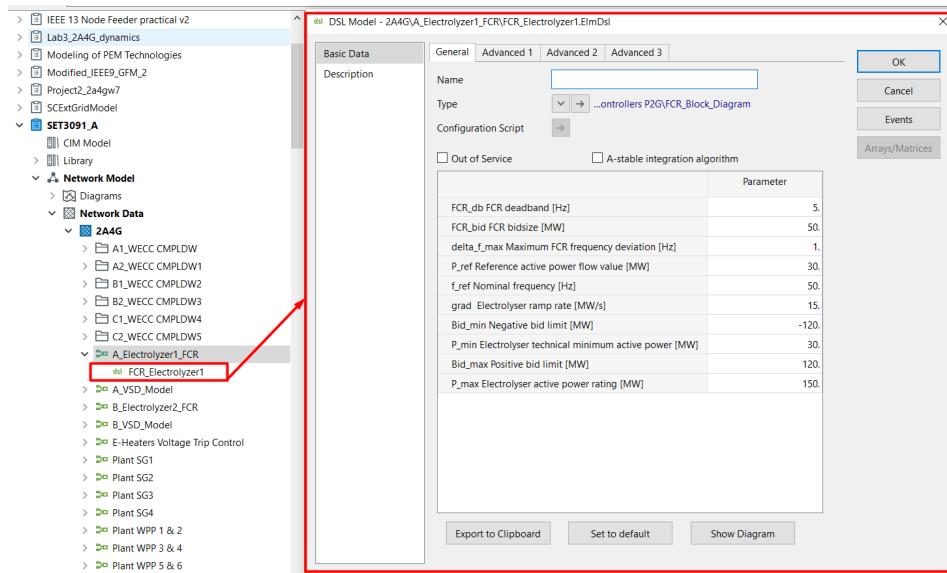 IEEE 13 Node Feeder practical v2
Lab3_2A4G_dynamics
Modeling of PEM Technologies
Modified_IEEE9_GFM_2
Project2_2a4gw7
SCExtGridModel
SET3091_A
CIM Model
Library
Network Model
Diagrams
Network Data
2A4G
A1_WECC CMPLDW
A2_WECC CMPLDW1
B1_WECC CMPLDW2
B2_WECC CMPLDW3
C1_WECC CMPLDW4
C2_WECC CMPLDW5
A_Electrolyzer1_FCR
dsl FCR_Electrolyzer1
A_VSD_Model
B_Electrolyzer2_FCR
B_VSD_Model
E-Heaters Voltage Trip Control
Plant SG1
Plant SG2
Plant SG3
Plant SG4
Plant WPP 1 & 2
Plant WPP 3 & 4
Plant WPP 5 & 6
dsl DSL Model - 2A4G\A_Electrolyzer1_FCR\FCR_Electrolyzer1.ElmDsl
Basic Data
Description
General Advanced 1 Advanced 2 Advanced 3
Name
Type ...ontrollers P2G\FCR_Block_Diagram
Configuration Script
Out of Service A-stable integration algorithm
Parameter
FCR_db FCR deadband [Hz] 5.
FCR_bid FCR bidsize [MW] 50.
delta_f_max Maximum FCR frequency deviation [Hz] 1.
P_ref Reference active power flow value [MW] 30.
f_ref Nominal frequency [Hz] 50.
grad Electrolyser ramp rate [MW/s] 15.
Bid_min Negative bid limit [MW] -120.
P_min Electrolyser technical minimum active power [MW] 30.
Bid_max Positive bid limit [MW] 120.
P_max Electrolyser active power rating [MW] 150.
Export to Clipboard Set to default Show Diagram
OK
Cancel
Events
Arrays/Matrices